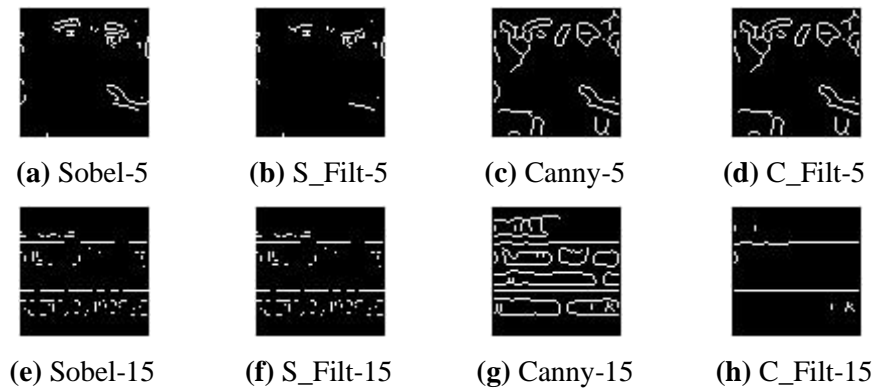 (a) Sobel-5 (b) S_Filt-5 (c) Canny-5 (d) C_Filt-5
(e) Sobel-15 (f) S_Filt-15 (g) Canny-15 (h) C_Filt-15